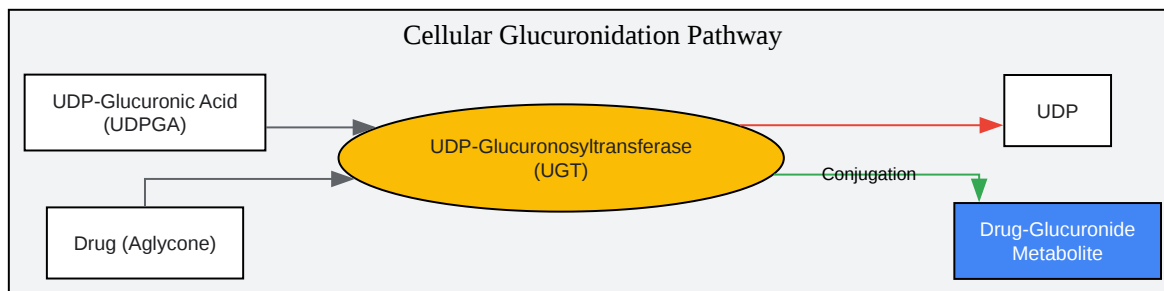 Cellular Glucuronidation Pathway
UDP-Glucuronic Acid
(UDPGA)
UDP-Glucuronosyltransferase
(UGT)
UDP
Conjugation
Drug (Aglycone)
Drug-Glucuronide
Metabolite